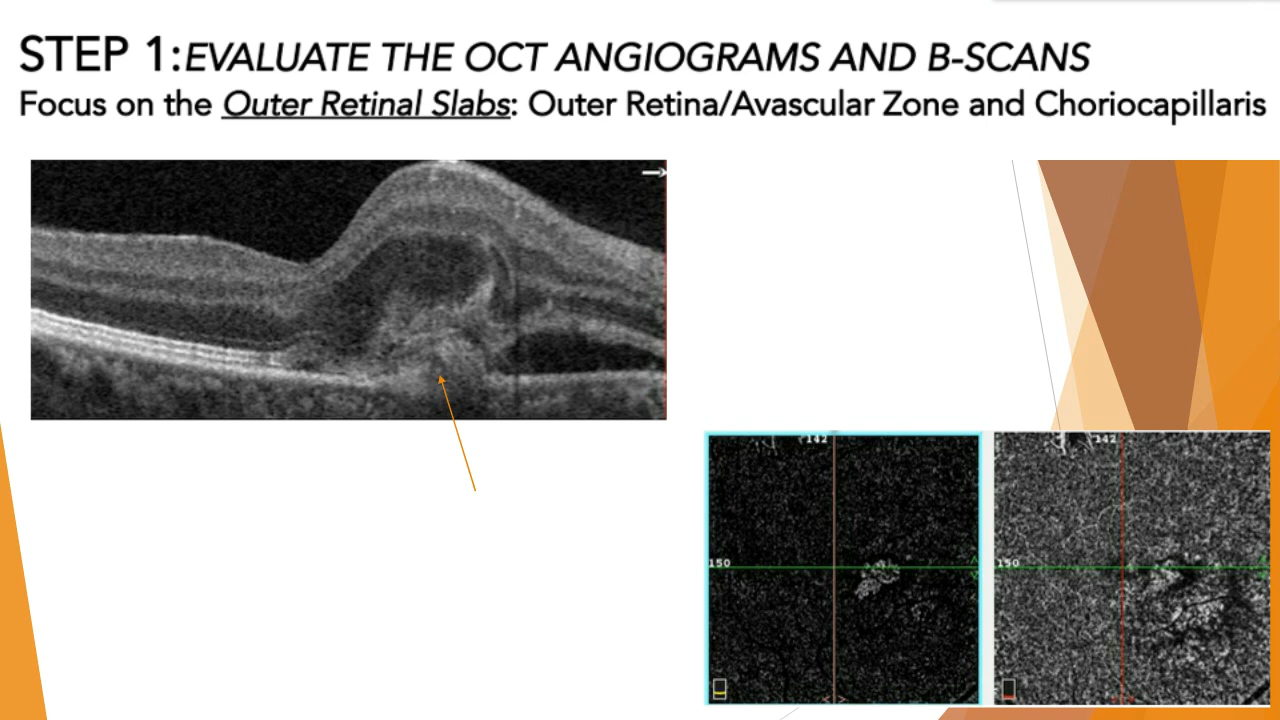 STEP 1:EVALUATE THE OCT ANGIOGRAMS AND B-SCANS
Focus on the Outer Retinal Slabs: Outer Retina/Avascular Zone and Choriocapillaris
142
142
150
150